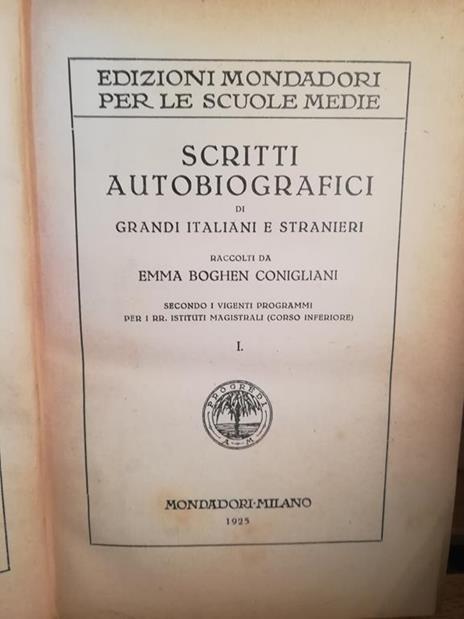 EDIZIONI MONDADORI
PER LE SCUOLE MEDIE
SCRITTI
AUTOBIOGRAFICI
DI
GRANDI ITALIANI E STRANIERI
RACCOLTI DA
EMMA BOGHEN CONIGLIANI
SECONDO I VIGENTI PROGRAMMI
PER I RR. ISTITUTI MAGISTRALI (CORSO INFERIORE)
I.
PROGREDI
A M
MONDADORI·MILANO
1925